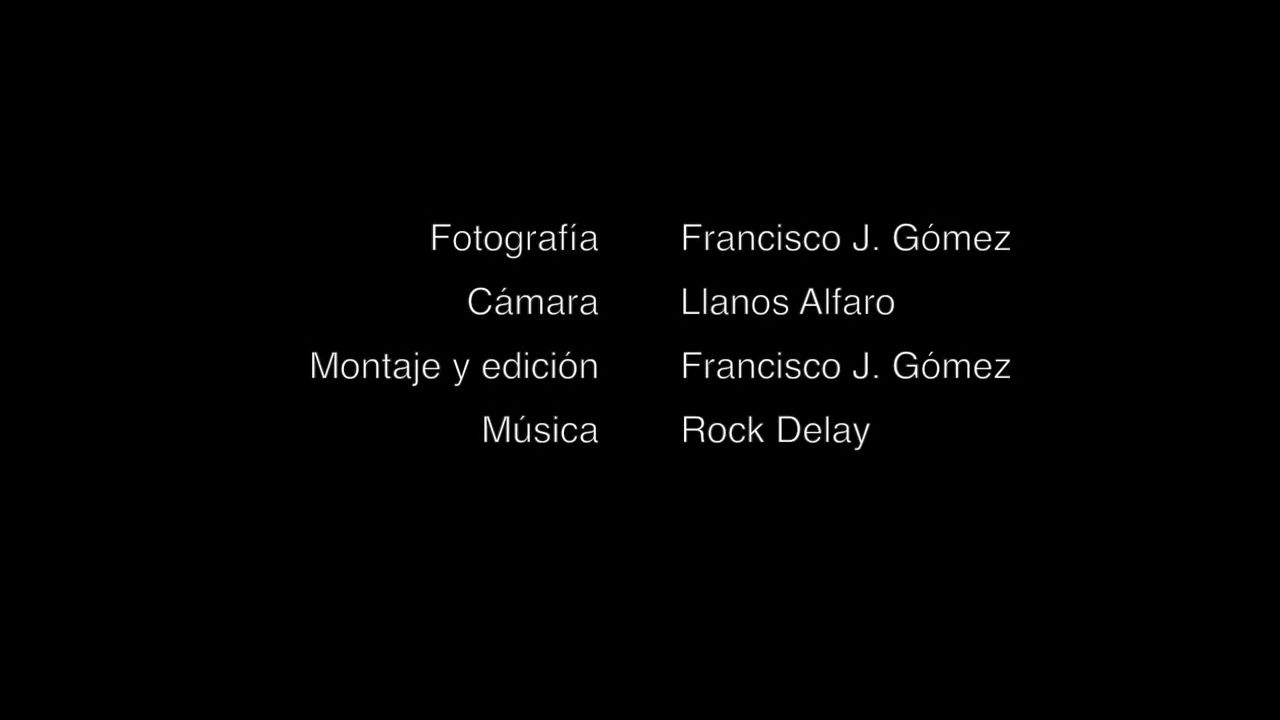 Fotografía Francisco J. Gómez
Cámara Llanos Alfaro
Montaje y edición Francisco J. Gómez
Música Rock Delay